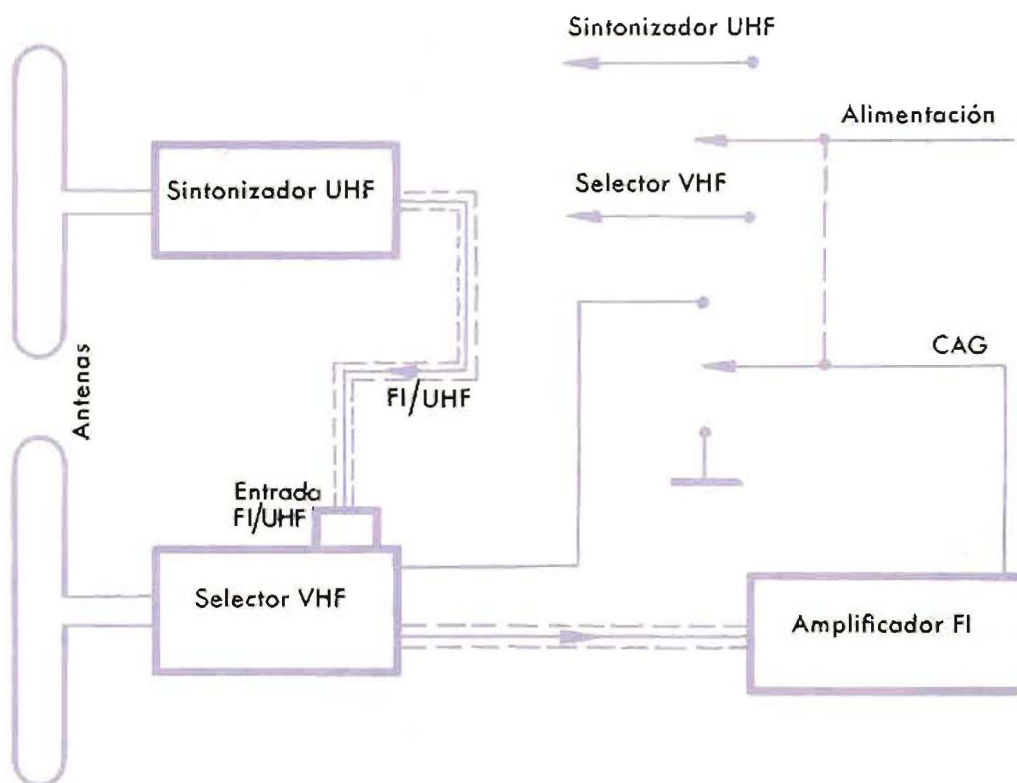 Sintonizador UHF
Alimentación
Sintonizador UHF
Selector VHF
CAG
Antenas
FI/UHF
Entrada
FI/UHF
Selector VHF
Amplificador FI